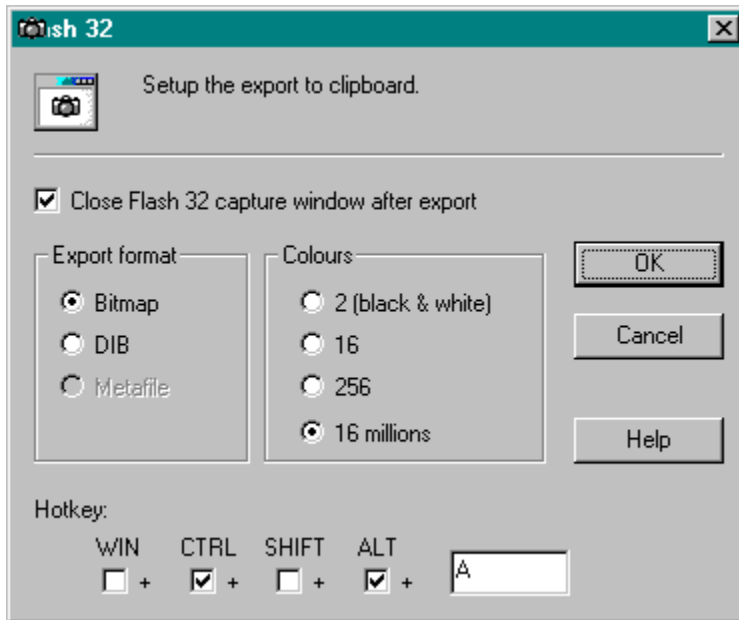 ash 32
Setup the export to clipboard.
Close Flash 32 capture window after export
Export format
Bitmap
DIB
Metafile
Colours
2 (black & white)
16
256
16 millions
OK
Cancel
Help
Hotkey:
WIN CTRL SHIFT ALT
+ + + + A